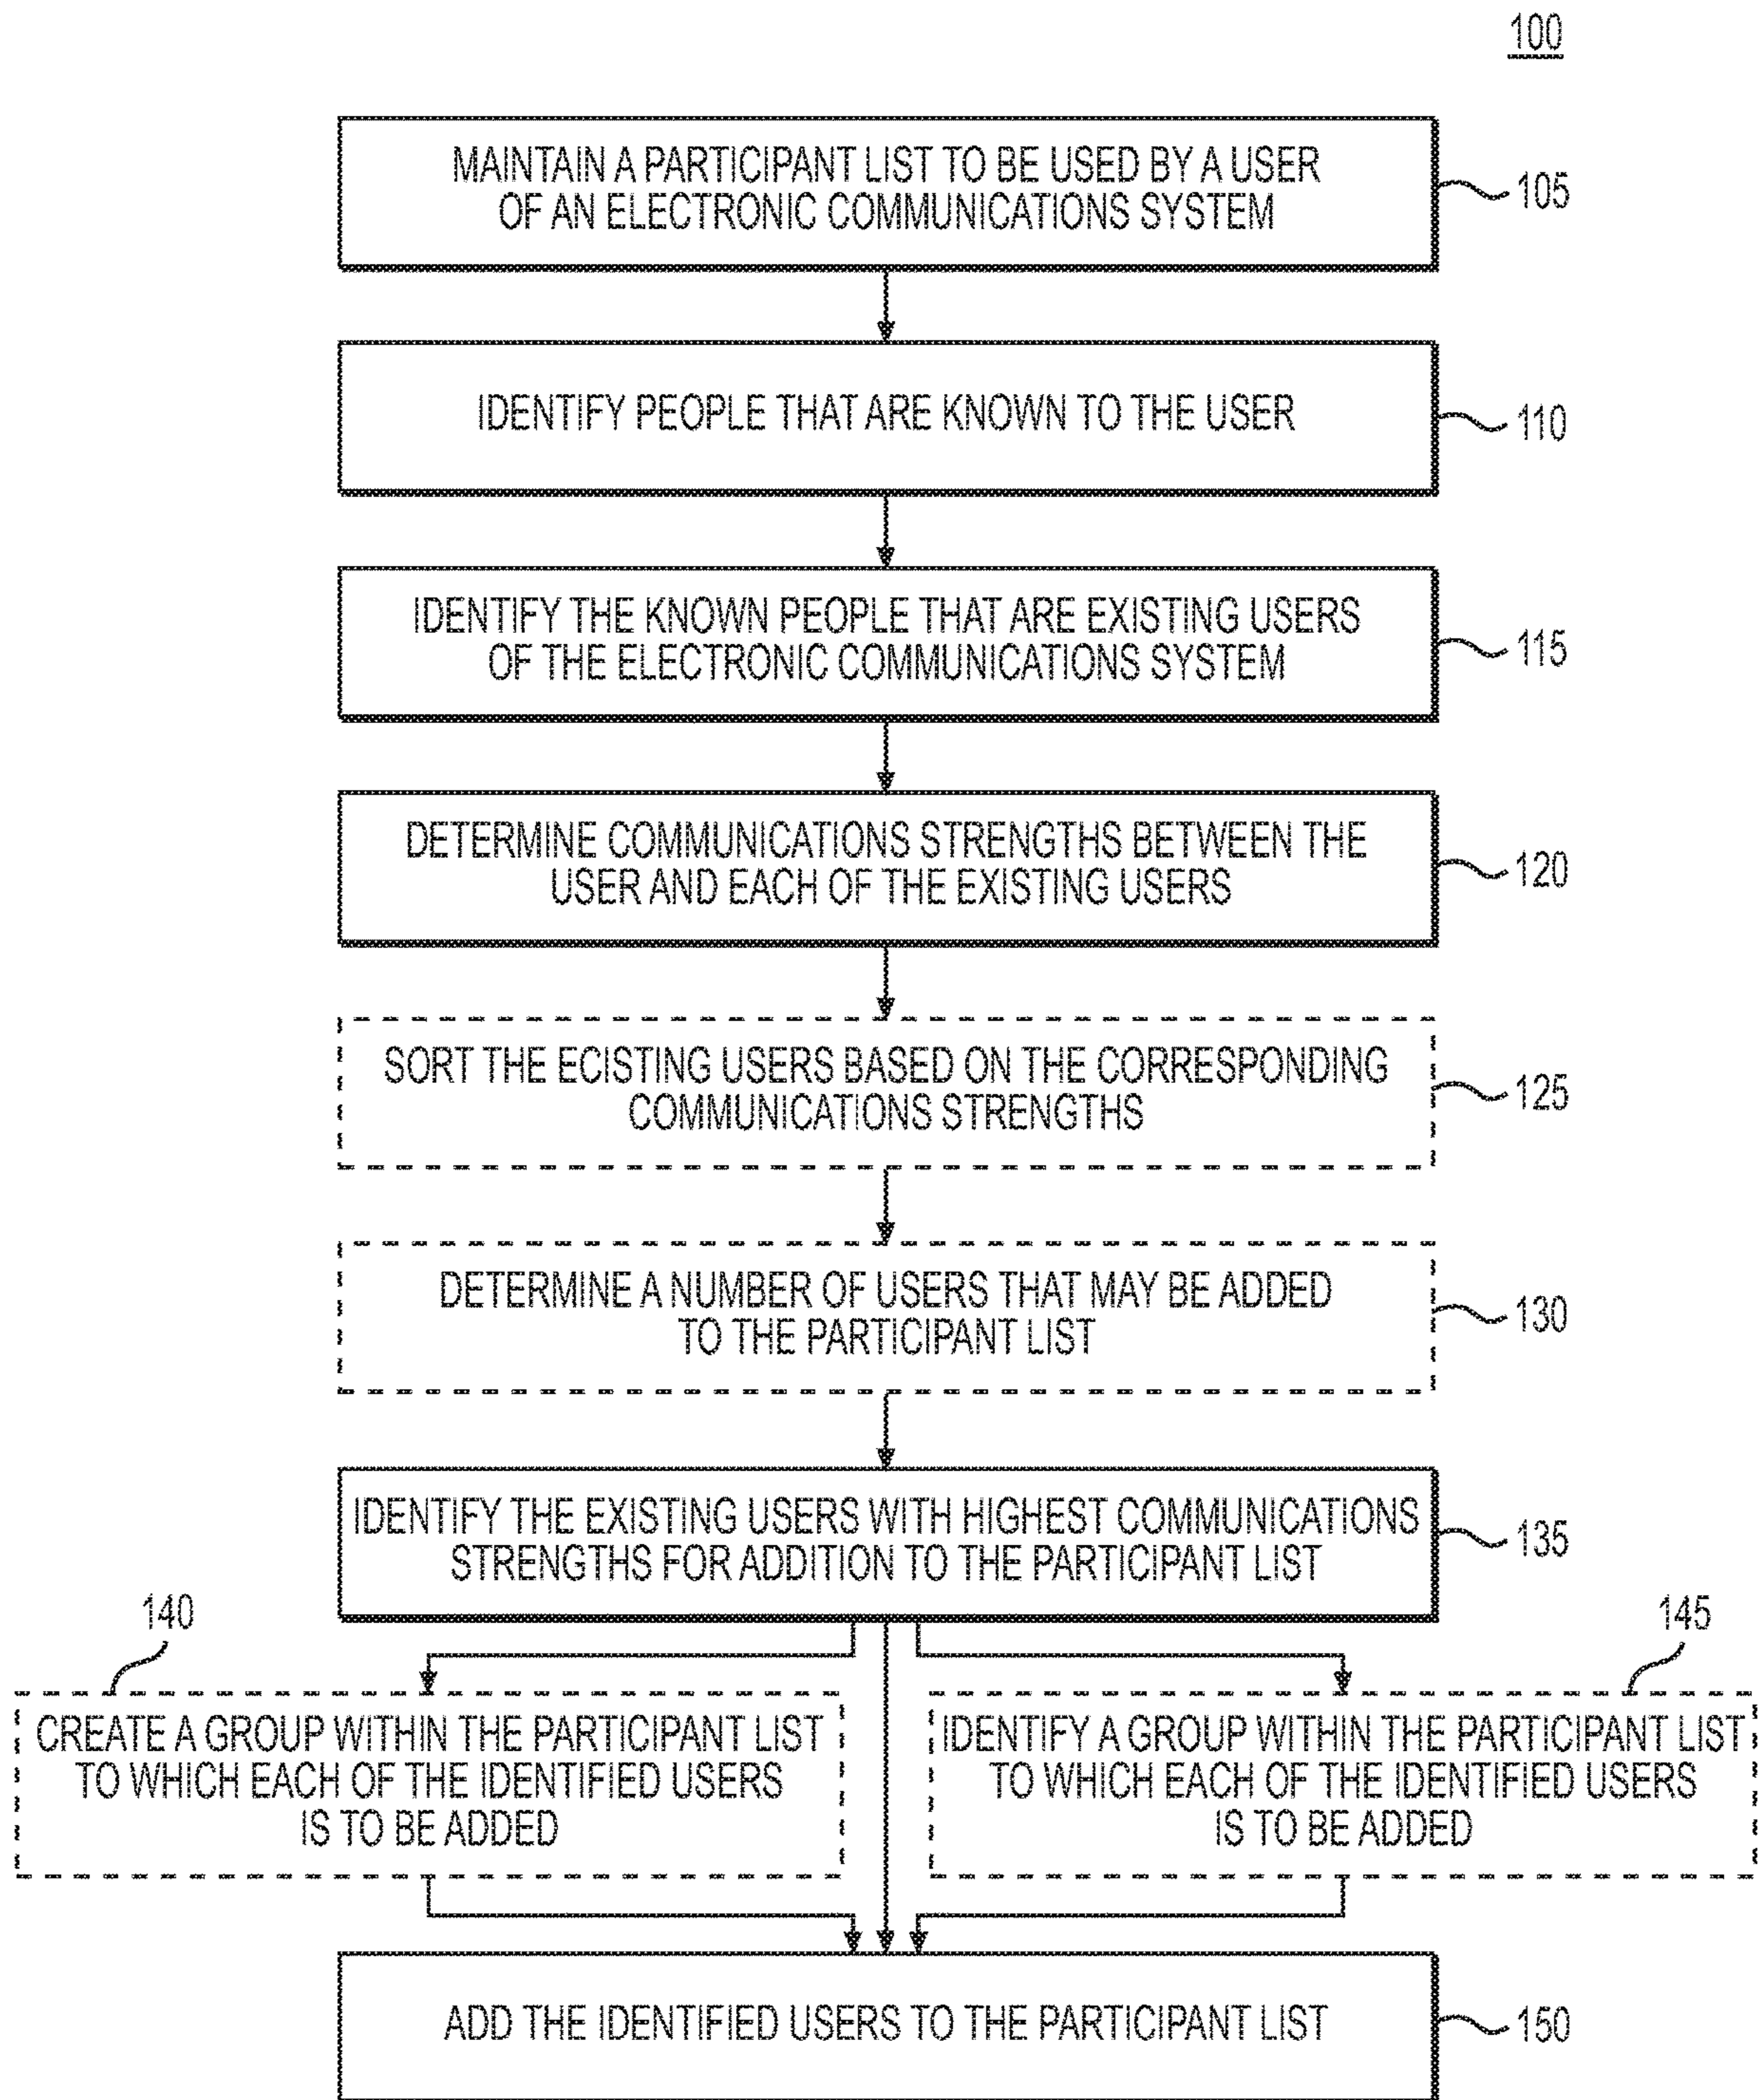 100
MAINTAIN A PARTICIPANT LIST TO BE USED BY A USER
OF AN ELECTRONIC COMMUNICATIONS SYSTEM
105
IDENTIFY PEOPLE THAT ARE KNOWN TO THE USER
110
IDENTIFY THE KNOWN PEOPLE THAT ARE EXISTING USERS
OF THE ELECTRONIC COMMUNICATIONS SYSTEM
115
DETERMINE COMMUNICATIONS STRENGTHS BETWEEN THE
USER AND EACH OF THE EXISTING USERS
120
SORT THE ECISTING USERS BASED ON THE CORRESPONDING
COMMUNICATIONS STRENGTHS
125
DETERMINE A NUMBER OF USERS THAT MAY BE ADDED
TO THE PARTICIPANT LIST
130
IDENTIFY THE EXISTING USERS WITH HIGHEST COMMUNICATIONS
STRENGTHS FOR ADDITION TO THE PARTICIPANT LIST
135
140
CREATE A GROUP WITHIN THE PARTICIPANT LIST
TO WHICH EACH OF THE IDENTIFIED USERS
IS TO BE ADDED
145
IDENTIFY A GROUP WITHIN THE PARTICIPANT LIST
TO WHICH EACH OF THE IDENTIFIED USERS
IS TO BE ADDED
ADD THE IDENTIFIED USERS TO THE PARTICIPANT LIST
150